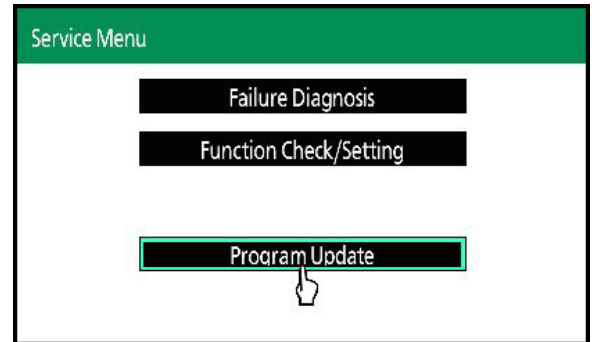 Service Menu
Failure Diagnosis
Function Check/Setting
Program Update